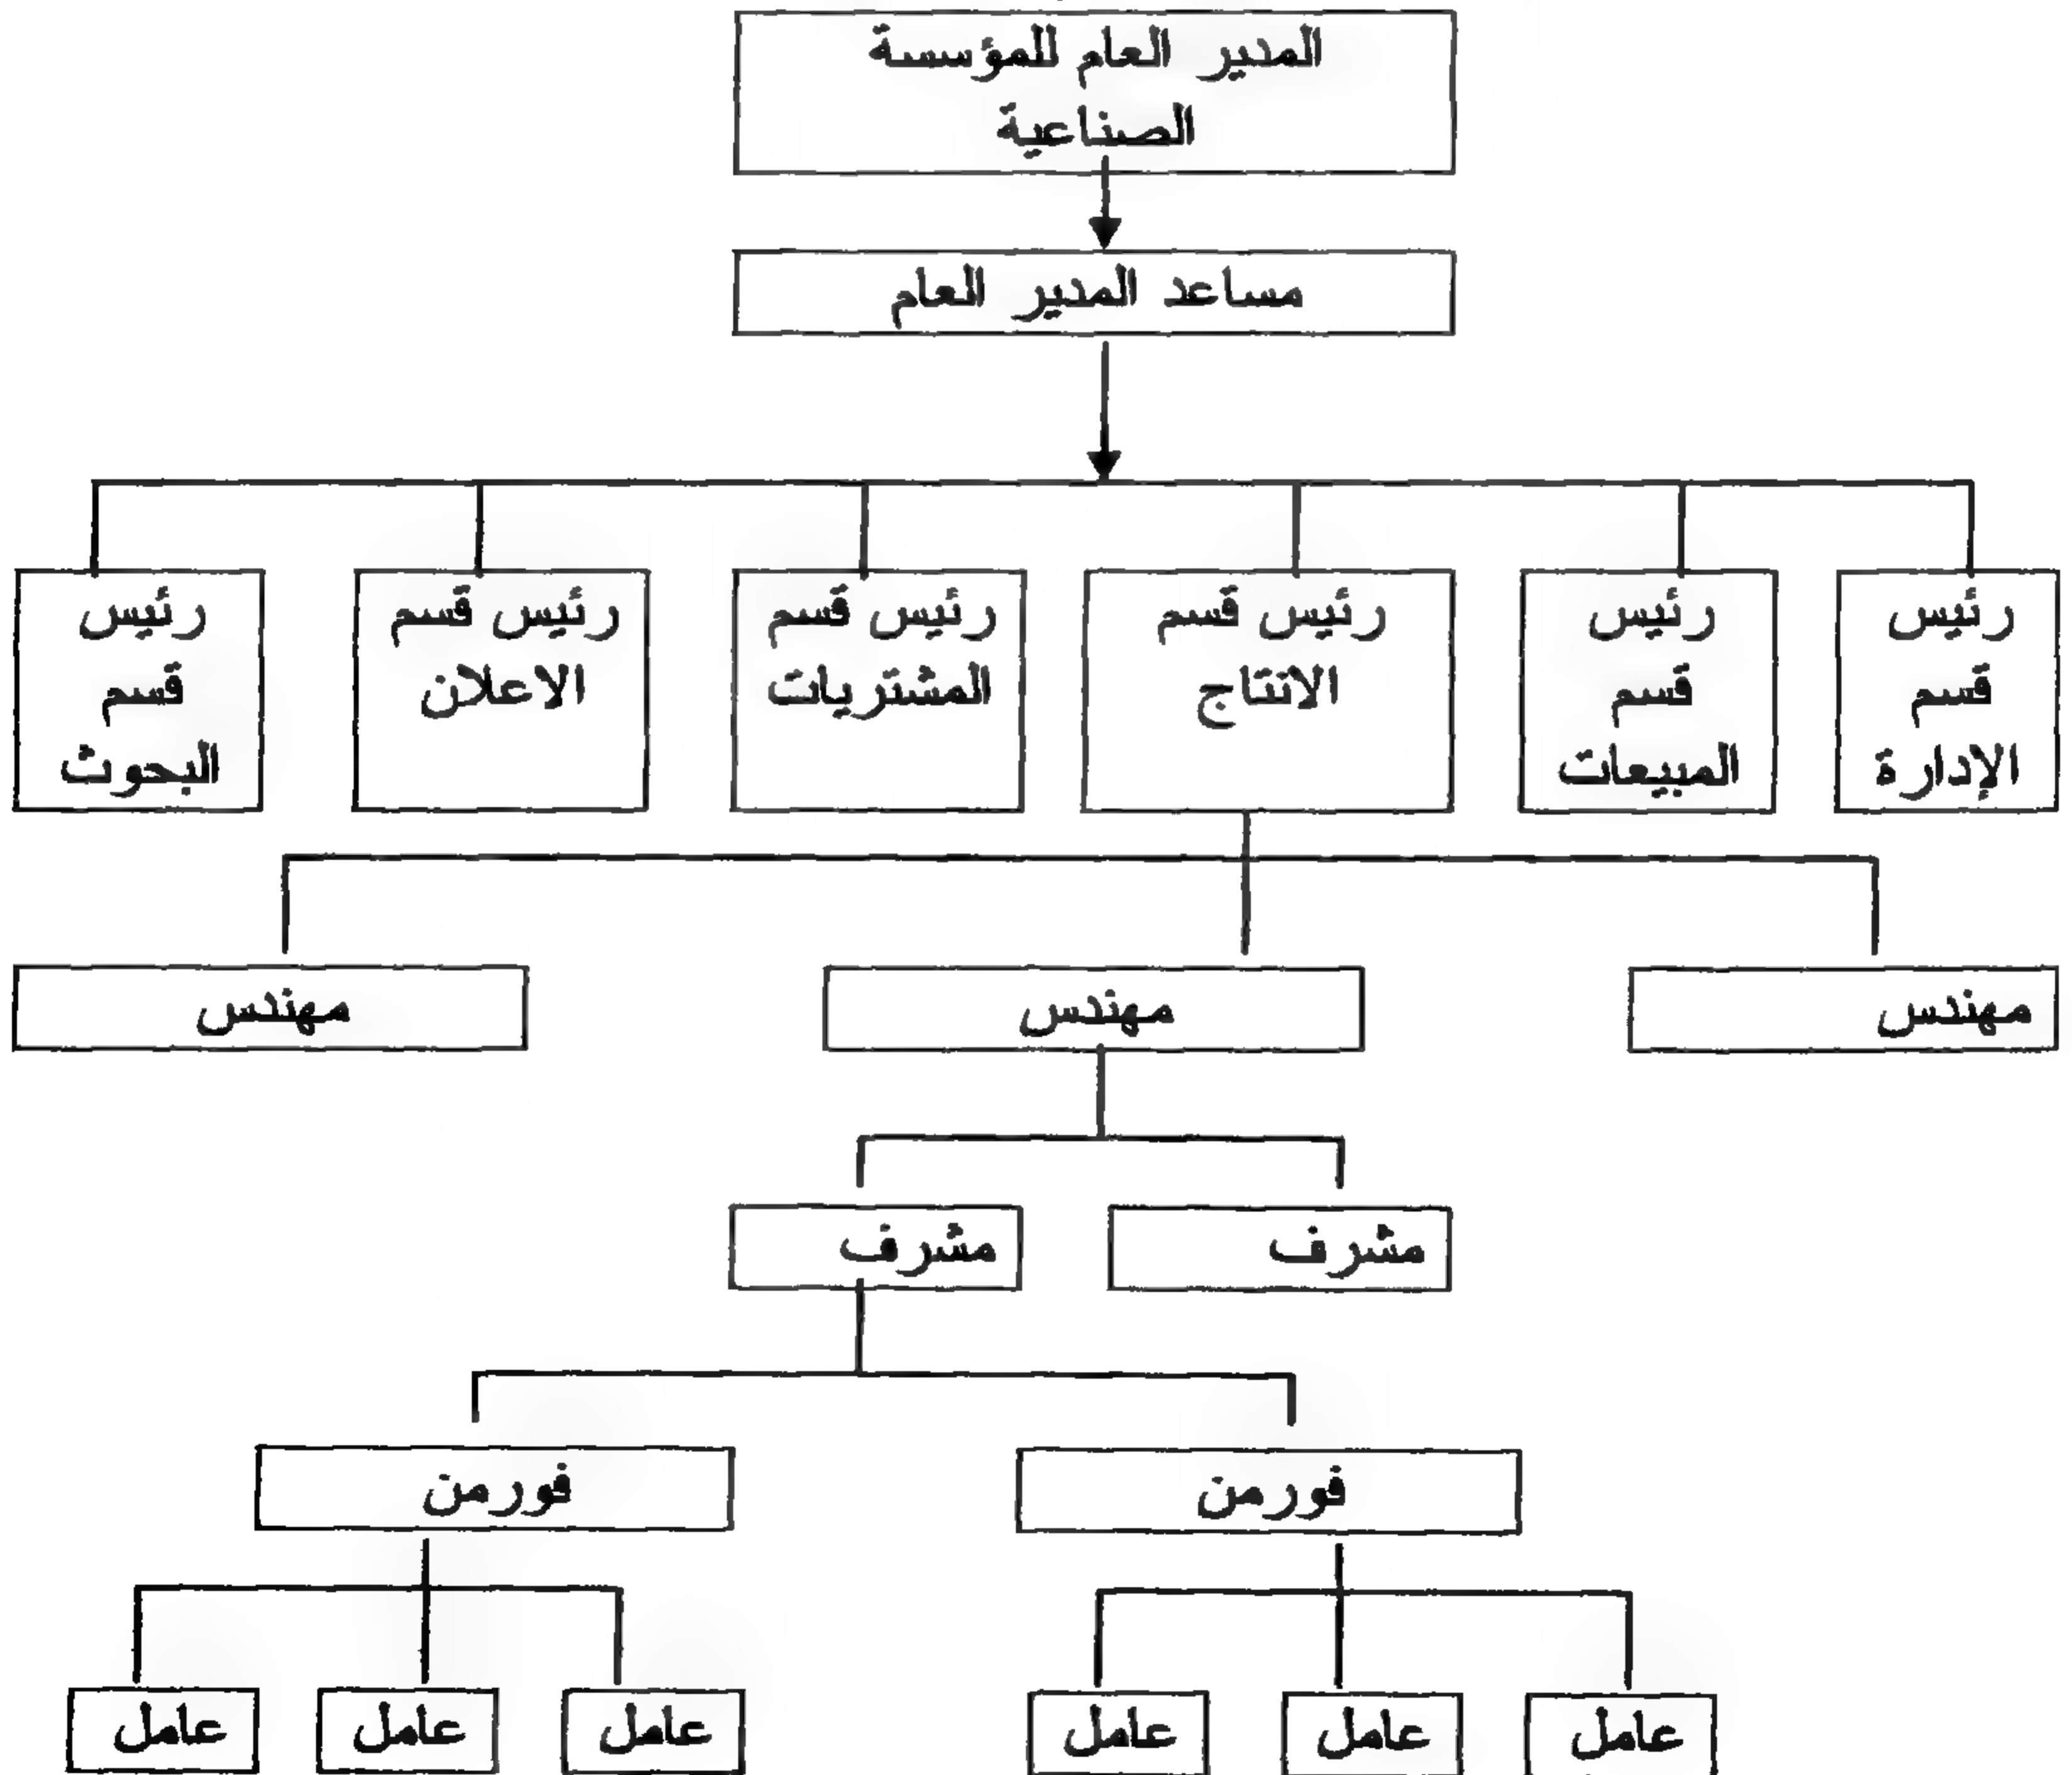 المدير العام للمؤسسة
الصناعية
مساعد المدير العام
رئيس
قسم
الإدارة
رئيس
قسم
المبيعات
رئيس قسم
الانتاج
رئيس قسم
المشتريات
رئيس قسم
الاعلان
رئيس
قسم
البحوث
مهندس
مهندس
مهندس
مشرف
مشرف
فورمن
فورمن
عامل
عامل
عامل
عامل
عامل
عامل